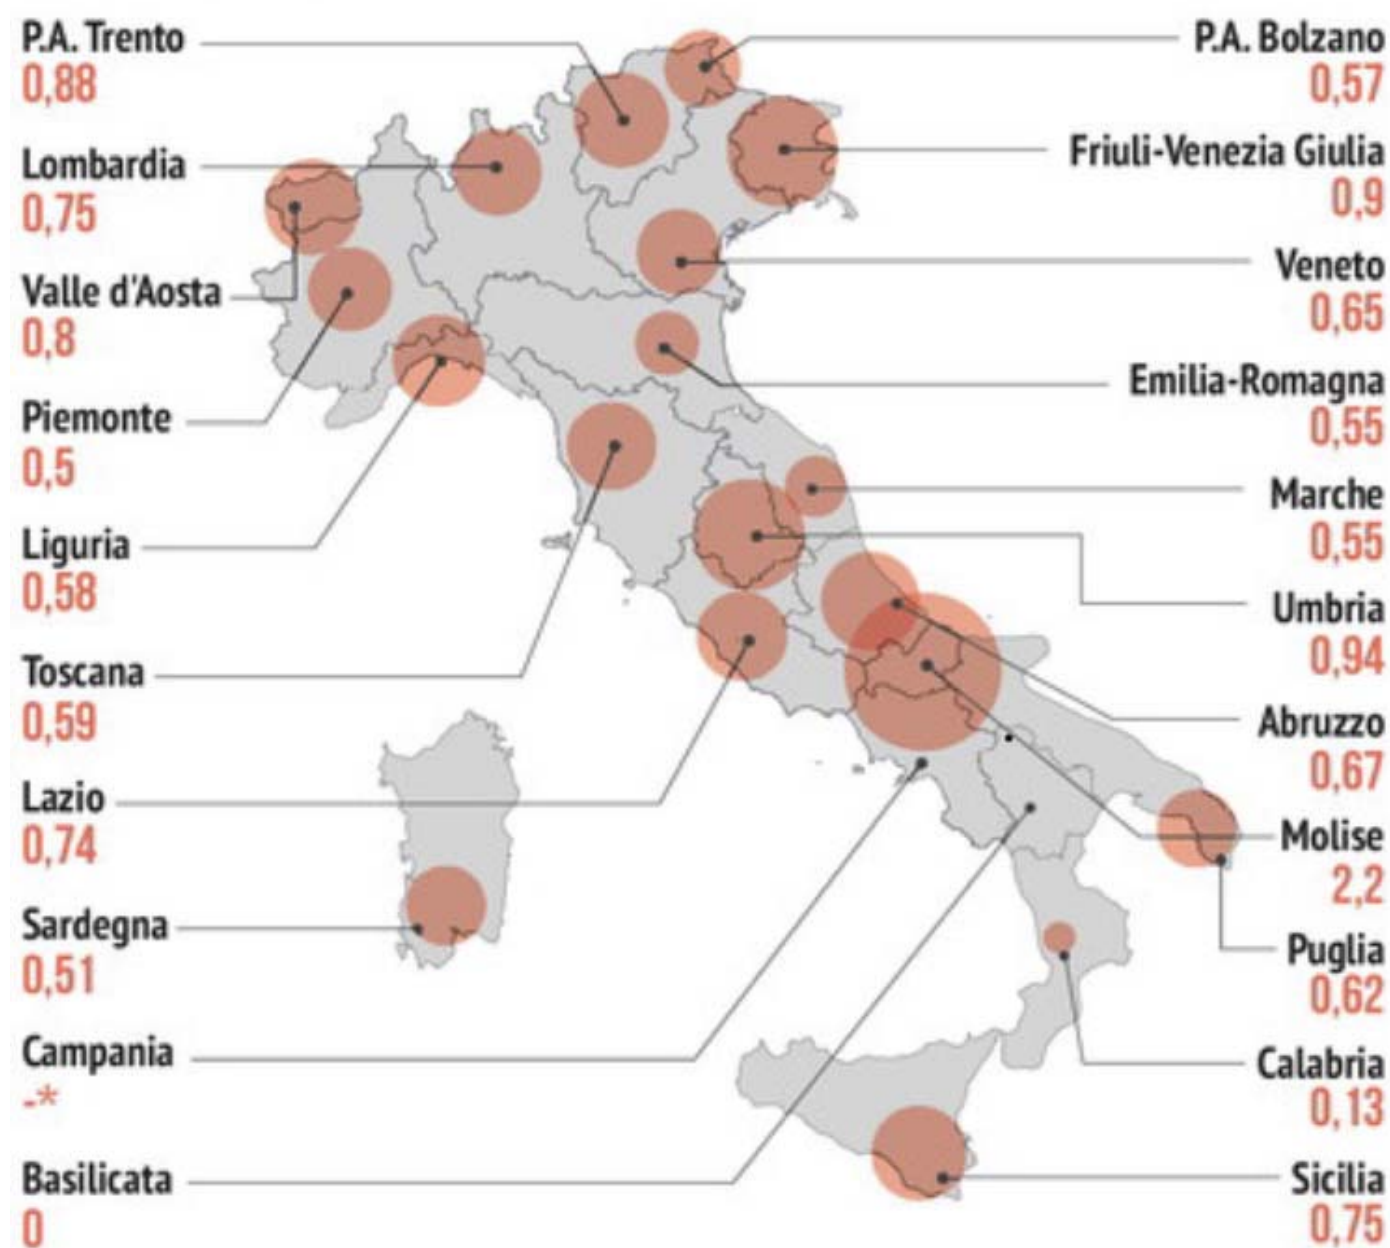 P.A. Trento
0,88
Lombardia
0,75
Valle d'Aosta
0,8
Piemonte
0,5
Liguria
0,58
Toscana
0,59
Lazio
0,74
Sardegna
0,51
Campania
-*
Basilicata
0
P.A. Bolzano
0,57
Friuli-Venezia Giulia
0,9
Veneto
0,65
Emilia-Romagna
0,55
Marche
0,55
Umbria
0,94
Abruzzo
0,67
Molise
2,2
Puglia
0,62
Calabria
0,13
Sicilia
0,75